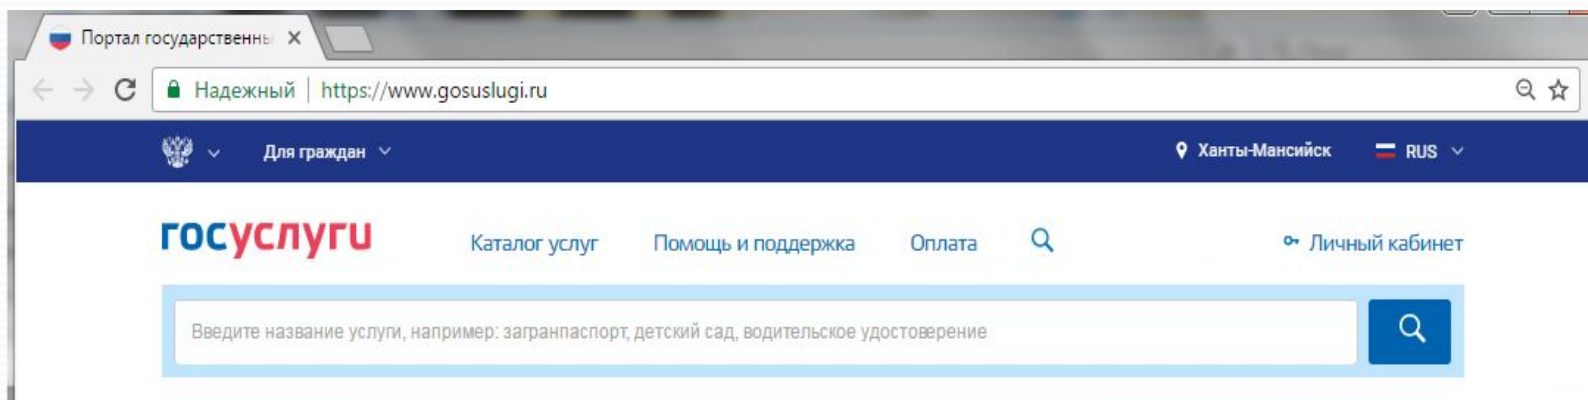 Портал государственны
Надежный | https://www.gosuslugi.ru
Для граждан Ханты-Мансийск RUS
госуслуги Каталог услуг Помощь и поддержка Оплата Личный кабинет
Введите название услуги, например: загранпаспорт, детский сад, водительское удостоверение